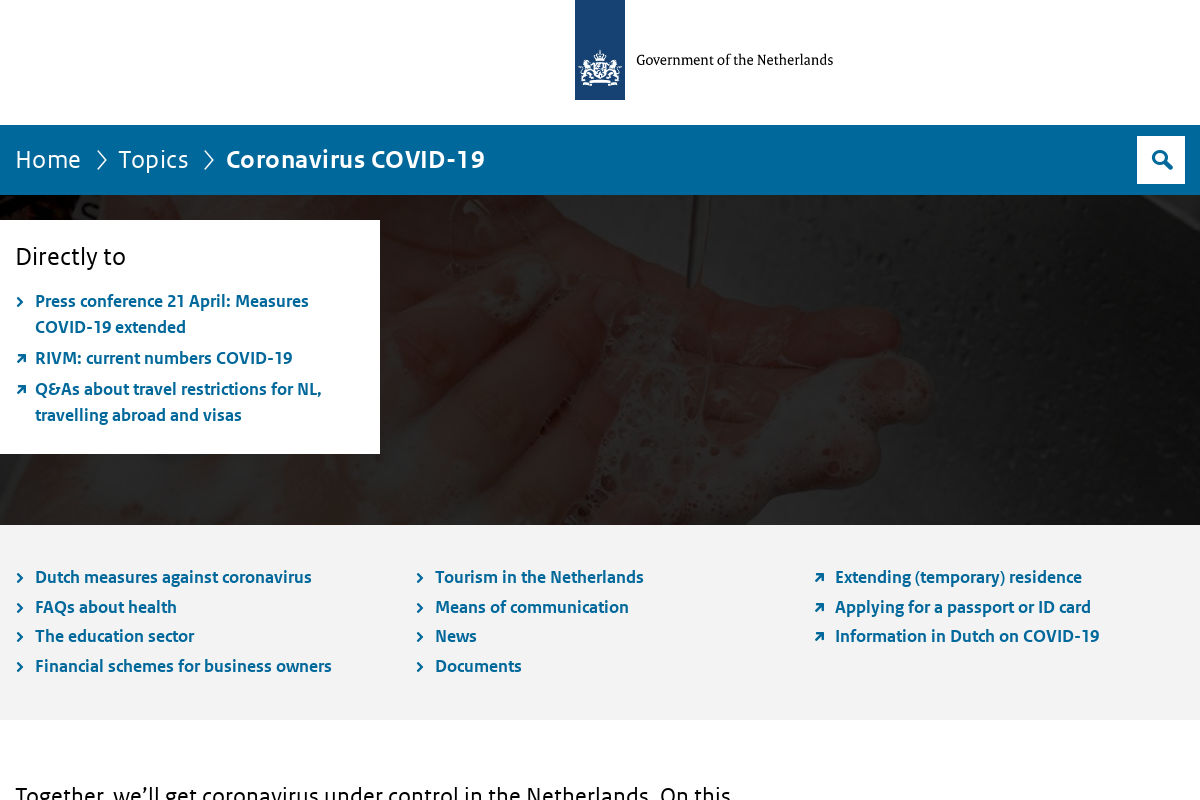 Government of the Netherlands
Home
Topics
Coronavirus COVID-19
Directly to
Press conference 21 April: Measures
COVID-19 extended
RIVM: current numbers COVID-19
Q&As about travel restrictions for NL,
travelling abroad and visas
Dutch measures against coronavirus
FAQs about health
The education sector
Financial schemes for business owners
Tourism in the Netherlands
Means of communication
News
Documents
Extending (temporary) residence
Applying for a passport or ID card
Information in Dutch on COVID-19
Together, we’ll get coronavirus under control in the Netherlands. On this